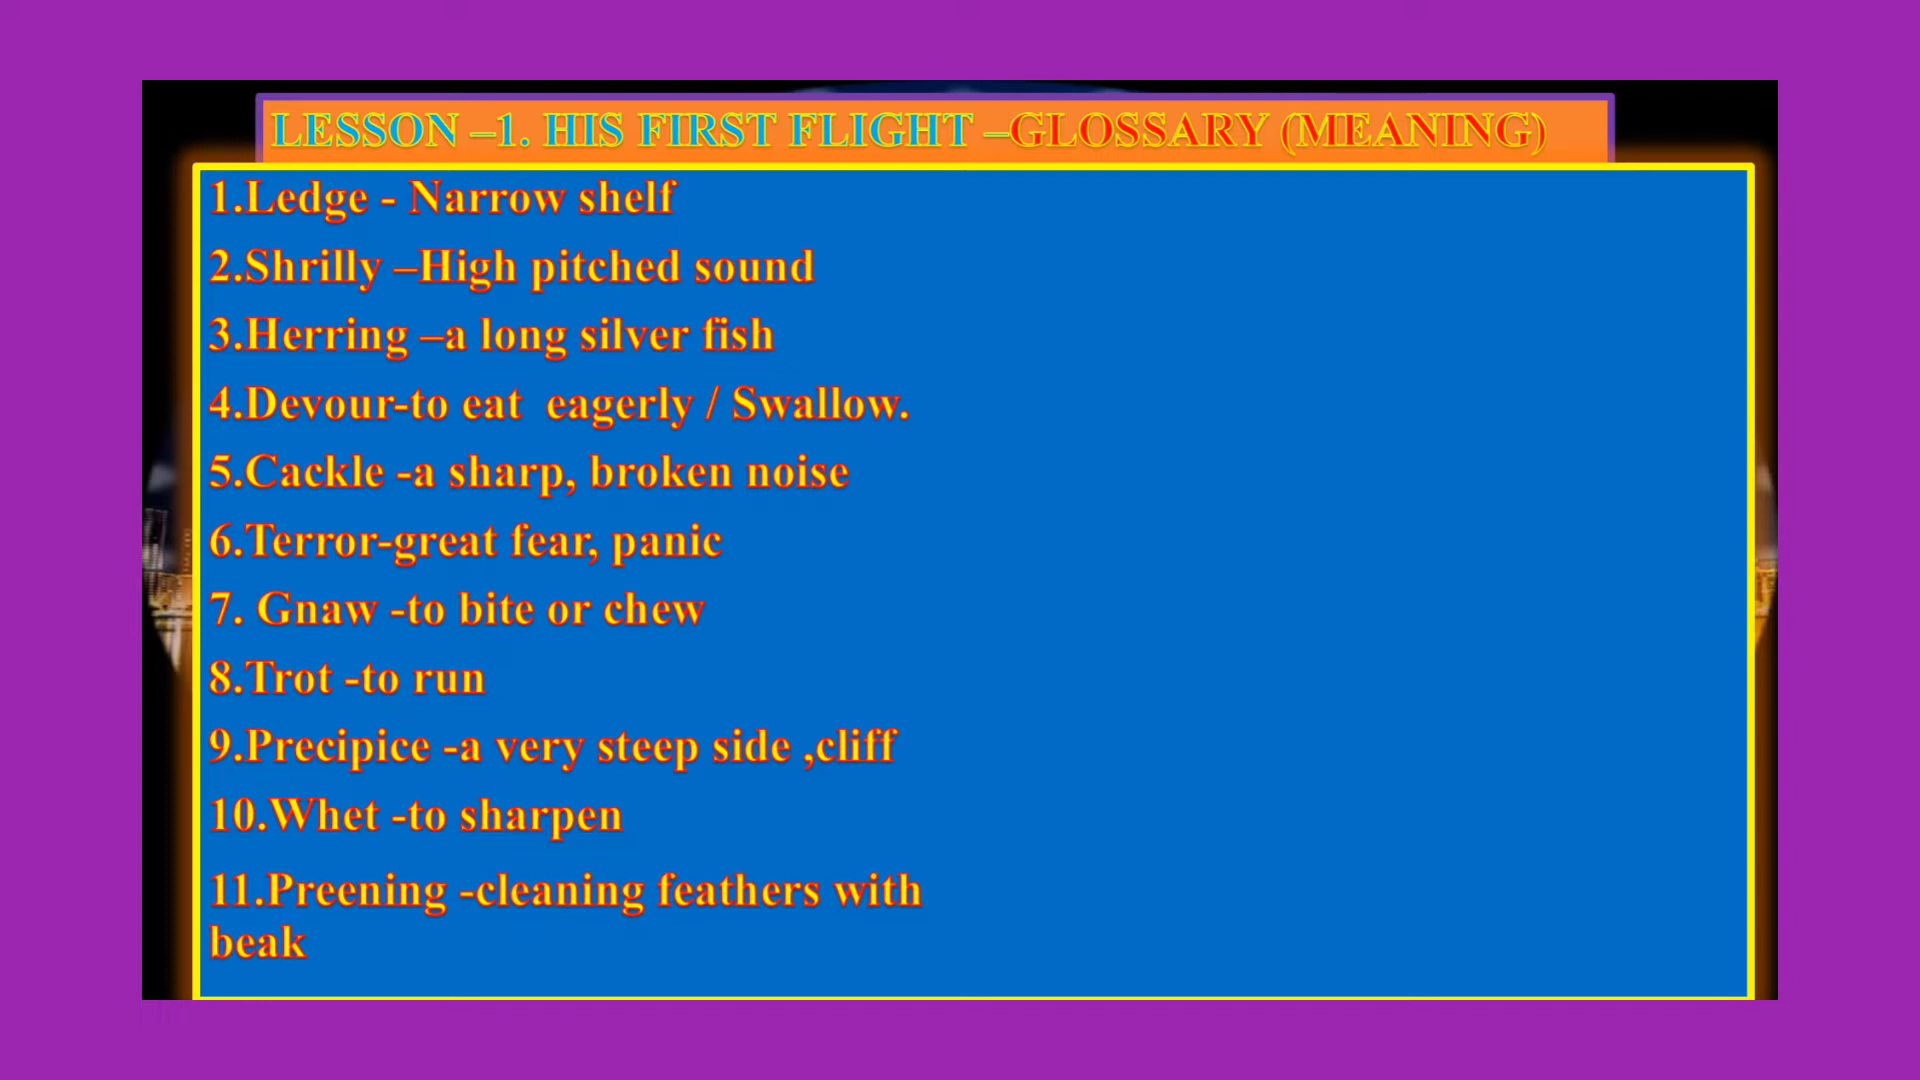 LESSON –1. HIS FIRST FLIGHT –GLOSSARY (MEANING)
1.Ledge - Narrow shelf
2.Shrilly –High pitched sound
3.Herring –a long silver fish
4.Devour-to eat  eagerly / Swallow.
5.Cackle -a sharp, broken noise
6.Terror-great fear, panic
7. Gnaw -to bite or chew
8.Trot -to run
9.Precipice -a very steep side ,cliff
10.Whet -to sharpen
11.Preening -cleaning feathers with
beak